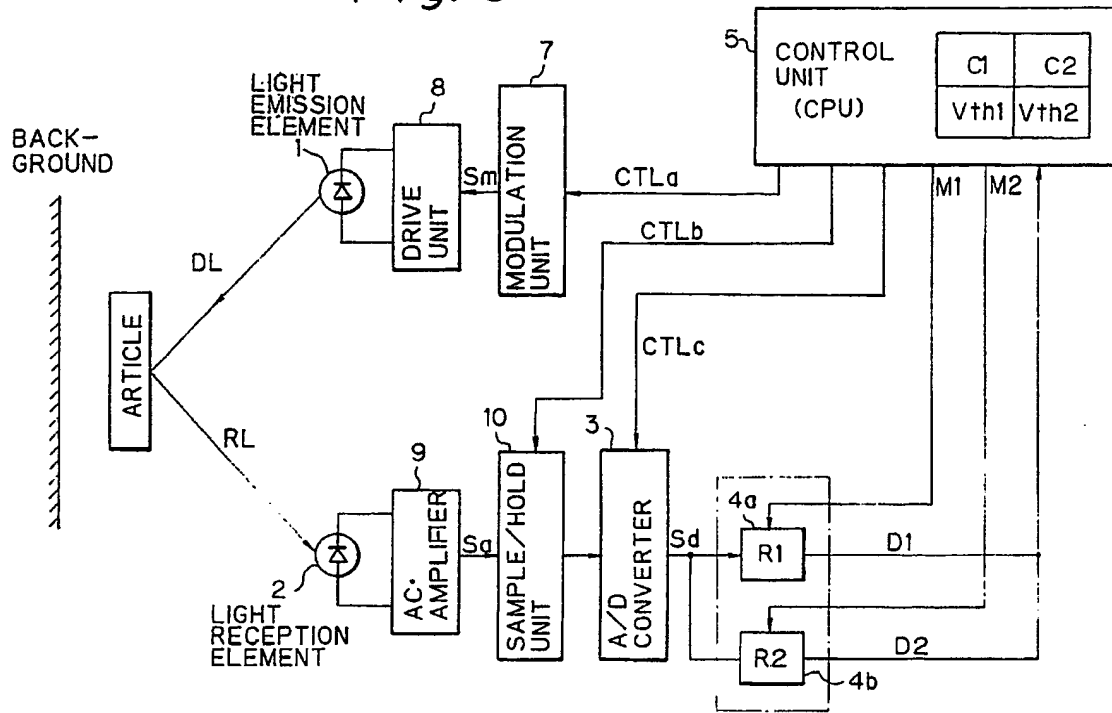 5
CONTROL
UNIT
(CPU)
C1 C2
Vth1 Vth2
7
MODULATION
UNIT
8
DRIVE
UNIT
LIGHT
EMISSION
ELEMENT
1
BACK-
GROUND
Sm
CTLa
M1 M2
CTLb
DL
CTLc
ARTICLE
RL
10
SAMPLE/HOLD
UNIT
3
A/D
CONVERTER
9
AC·
AMPLIFIER
Sa
Sd
4a
R1
D1
2
LIGHT
RECEPTION
ELEMENT
R2
D2
4b